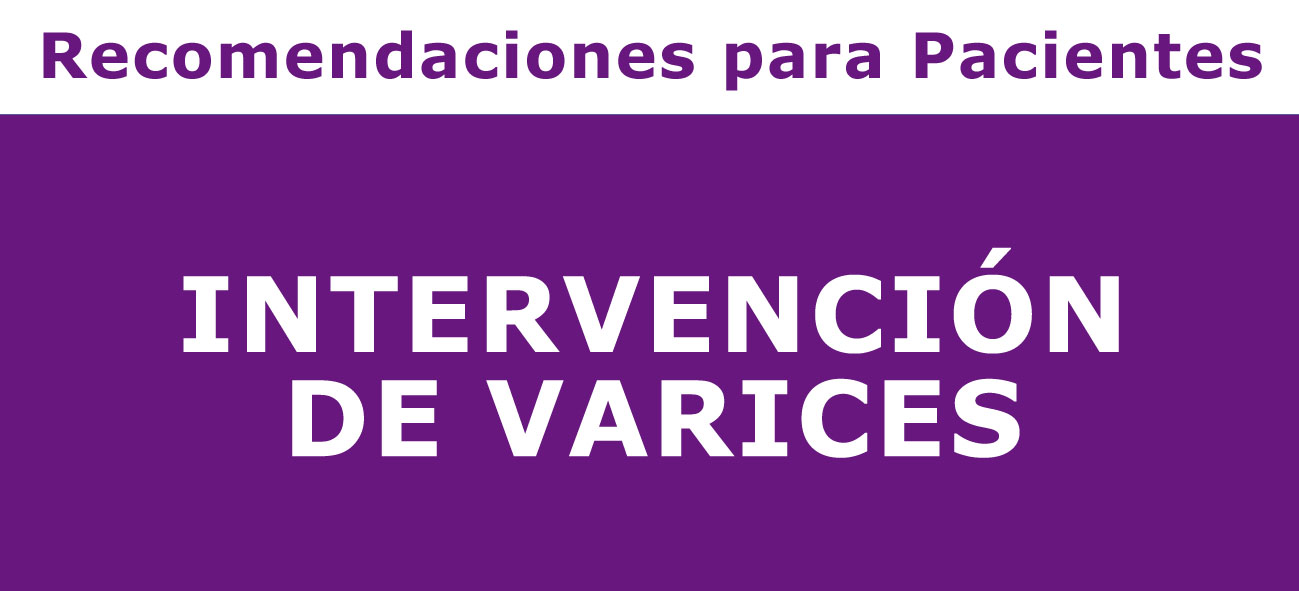 Recomendaciones para Pacientes
INTERVENCIÓN
DE VARICES